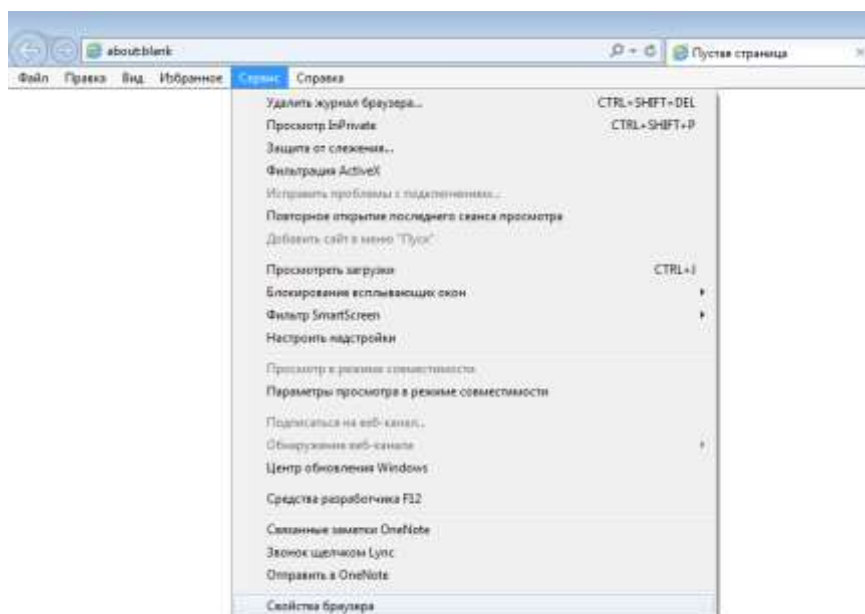 about:blank
Пустая страница
Файл Правка Вид Избранное Сервис Справка
Удалить журнал браузера... CTRL+SHIFT+DEL
Просмотр InPrivate CTRL+SHIFT+P
Защита от слежения...
Фильтрация ActiveX
Исправить проблемы с подключениями...
Повторное открытие последнего сеанса просмотра
Добавить сайт в меню "Пуск"
Просмотреть загрузки CTRL+J
Блокирование всплывающих окон
Фильтр SmartScreen
Настроить надстройки
Просмотр в режиме совместимости
Параметры просмотра в режиме совместимости
Подписаться на веб-канал...
Обнаружение веб-канала
Центр обновления Windows
Средства разработчика F12
Связанные заметки OneNote
Звонок щелчком Lync
Отправить в OneNote
Свойства браузера